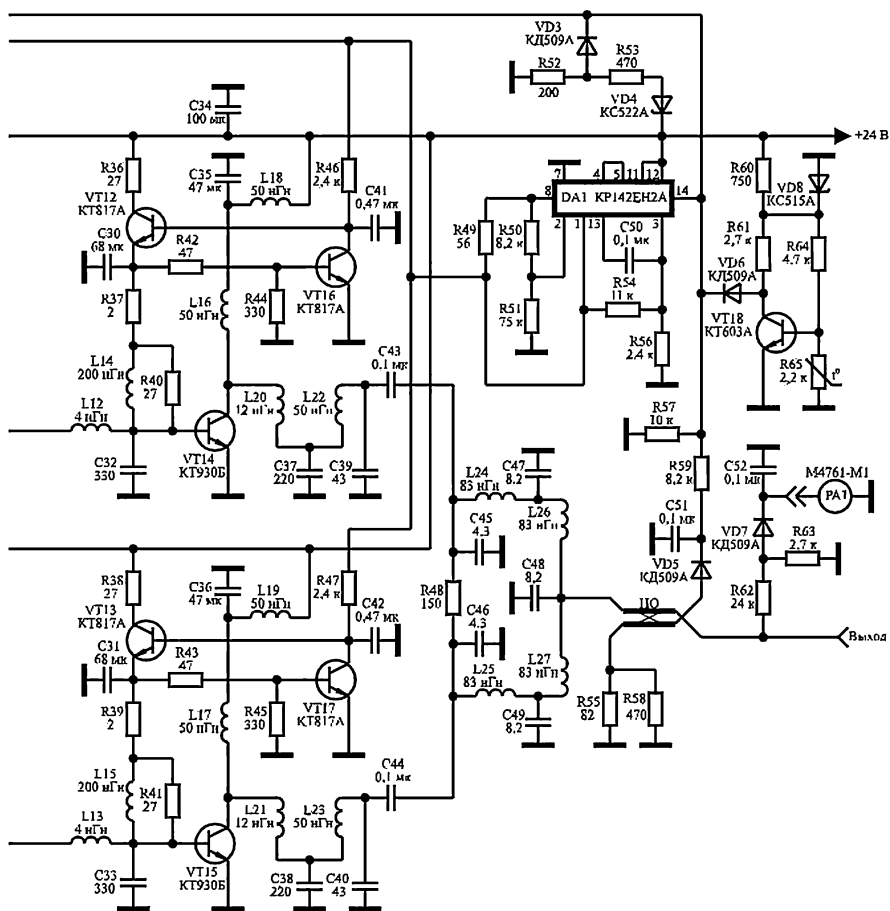 VD3
КД509А
R52
200
R53
470
VD4
КС522А
C34
100 мк
+24 В
R36
27
C35
47 мк
L18
50 нГн
R46
2,4 к
C41
0,47 мк
VT12
КТ817А
C30
68 мк
R42
47
R37
2
L16
50 нГн
R44
330
VT16
КТ817А
L14
200 нГн
R40
27
L12
4 нГн
C32
330
VT14
КТ930Б
L20
12 нГн
L22
50 нГн
C37
220
C39
43
C43
0.1 мк
7
4
5
11
12
8
DA1
КР142ЕН2А
14
2
1
13
3
R49
56
R50
8,2 к
C50
0,1 мк
R51
75 к
R54
11 к
R56
2.4 к
R60
750
VD8
КС515А
R61
2,7 к
R64
4.7 к
VD6
КД509А
VT18
КТ603А
R65
2,2 к
t°
R57
10 к
R59
8,2 к
C52
0,1 мк
М4761-М1
PA1
L24
83 нГн
C47
8.2
L26
83 нГн
C51
0,1 мк
VD7
КД509А
R63
2.7 к
VD5
КД509А
R62
24 к
C45
4.3
R48
150
C48
8,2
C46
4.3
ЦО
Выход
L25
83 нГн
L27
83 нГн
C49
8,2
R55
82
R58
470
R38
27
C36
47 мк
L19
50 нГн
R47
2,4 к
C42
0,47 мк
VT13
КТ817А
C31
68 мк
R43
47
R39
2
L17
50 нГн
R45
330
VT17
КТ817А
L15
200 нГн
R41
27
L13
4 нГн
C33
330
VT15
КТ930Б
L21
12 нГн
L23
50 нГн
C38
220
C40
43
C44
0,1 мк